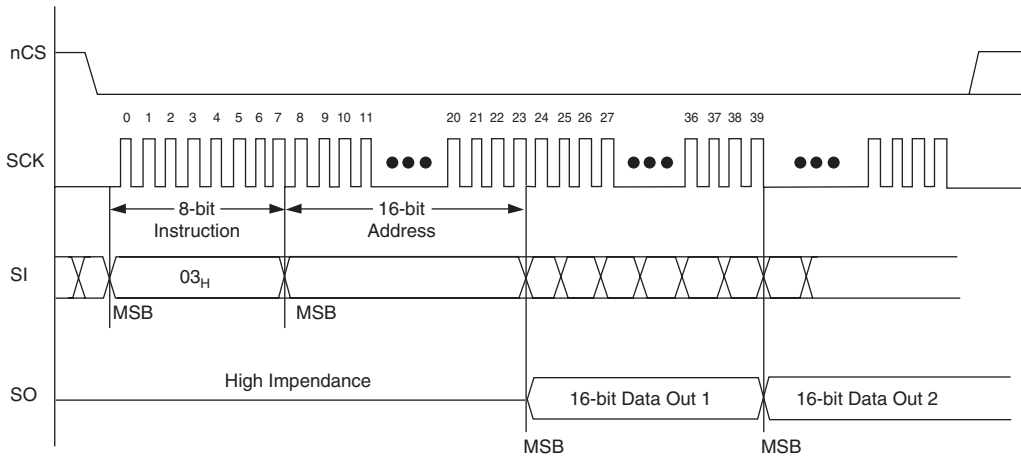 nCS
0 1 2 3 4 5 6 7 8 9 10 11 20 21 22 23 24 25 26 27 36 37 38 39
SCK
8-bit
Instruction
16-bit
Address
SI
03H
MSB
MSB
High Impendance
SO
16-bit Data Out 1
16-bit Data Out 2
MSB
MSB